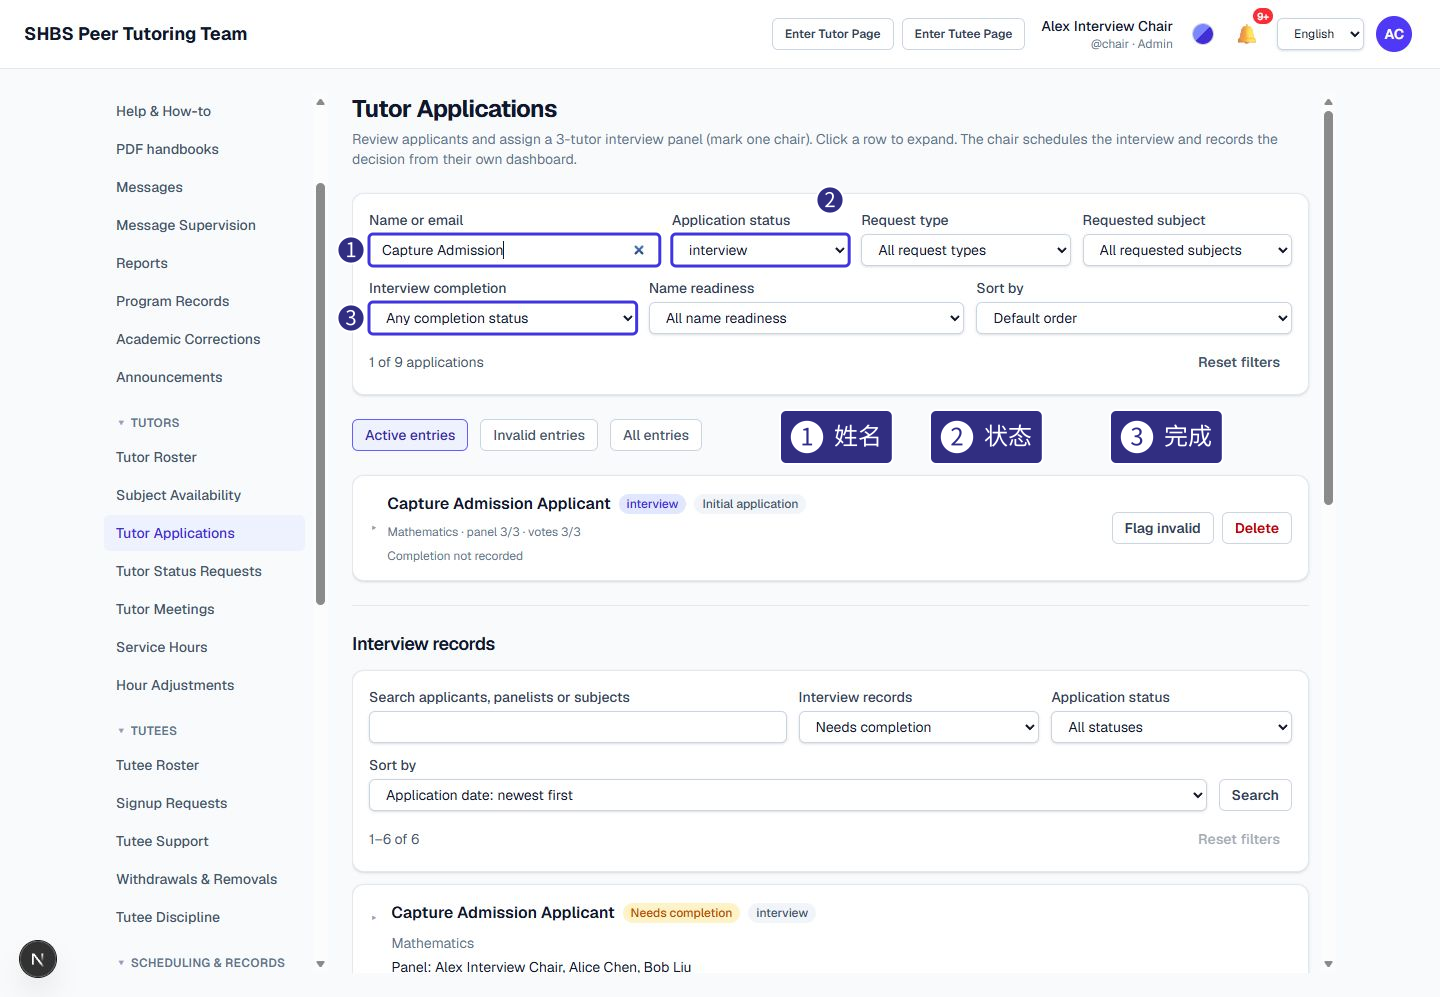 SHBS Peer Tutoring Team
Enter Tutor Page
Enter Tutee Page
Alex Interview Chair
@chair · Admin
9+
English
AC
Help & How-to
PDF handbooks
Messages
Message Supervision
Reports
Program Records
Academic Corrections
Announcements
TUTORS
Tutor Roster
Subject Availability
Tutor Applications
Tutor Status Requests
Tutor Meetings
Service Hours
Hour Adjustments
TUTEES
Tutee Roster
Signup Requests
Tutee Support
Withdrawals & Removals
Tutee Discipline
SCHEDULING & RECORDS
N
Tutor Applications
Review applicants and assign a 3-tutor interview panel (mark one chair). Click a row to expand. The chair schedules the interview and records the
decision from their own dashboard.
2
Name or email
Application status
Request type
Requested subject
1
Capture Admission
interview
All request types
All requested subjects
Interview completion
Name readiness
Sort by
3
Any completion status
All name readiness
Default order
1 of 9 applications
Reset filters
Active entries
Invalid entries
All entries
1 姓名
2 状态
3 完成
Capture Admission Applicant interview Initial application
Mathematics · panel 3/3 · votes 3/3
Completion not recorded
Flag invalid
Delete
Interview records
Search applicants, panelists or subjects
Interview records
Application status
Needs completion
All statuses
Sort by
Application date: newest first
Search
1–6 of 6
Reset filters
Capture Admission Applicant Needs completion interview
Mathematics
Panel: Alex Interview Chair, Alice Chen, Bob Liu